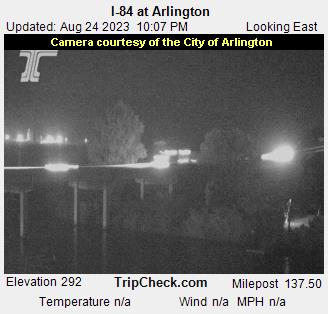 I-84 at Arlington
Updated: Aug 24 2023 10:07 PM Looking East
Camera courtesy of the City of Arlington
Elevation 292 TripCheck.com Milepost 137.50
Temperature n/a Wind n/a MPH n/a